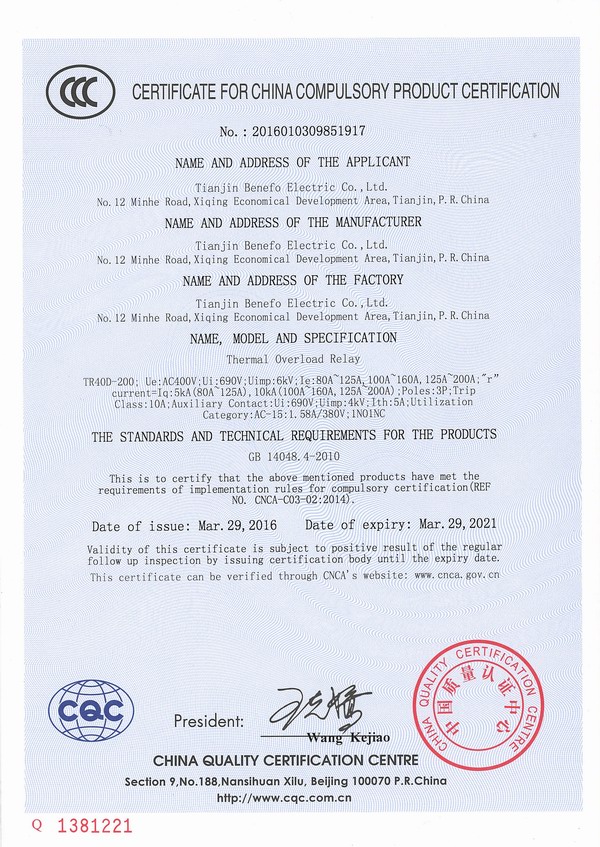 CCC
CERTIFICATE FOR CHINA COMPULSORY PRODUCT CERTIFICATION
No.: 2016010309851917
NAME AND ADDRESS OF THE APPLICANT
Tianjin Benefo Electric Co., Ltd.
No. 12 Minhe Road, Xiqing Economical Development Area, Tianjin, P. R. China
NAME AND ADDRESS OF THE MANUFACTURER
Tianjin Benefo Electric Co., Ltd.
No. 12 Minhe Road, Xiqing Economical Development Area, Tianjin, P. R. China
NAME AND ADDRESS OF THE FACTORY
Tianjin Benefo Electric Co., Ltd.
No. 12 Minhe Road, Xiqing Economical Development Area, Tianjin, P. R. China
NAME, MODEL AND SPECIFICATION
Thermal Overload Relay
TR40D-200; Ue:AC400V;Ui:690V;Uimp:6kV;Ie:80A~125A,100A~160A,125A~200A;"r"
current=Iq:5kA(80A~125A),10kA(100A~160A,125A~200A);Poles:3P;Trip
Class:10A;Auxiliary Contact:Ui:690V;Uimp:4kV;Ith:5A;Utilization
Category:AC-15:1.58A/380V;1NO1NC
THE STANDARDS AND TECHNICAL REQUIREMENTS FOR THE PRODUCTS
GB 14048.4-2010
This is to certify that the above mentioned products have met the
requirements of implementation rules for compulsory certification(REF
NO. CNCA-C03-02:2014).
Date of issue: Mar. 29, 2016 Date of expiry: Mar. 29, 2021
Validity of this certificate is subject to positive result of the regular
follow up inspection by issuing certification body until the expiry date.
This certificate can be verified through CNCA's website: www.cnca.gov.cn
CQC
President:
王克娇
Wang Kejiao
CHINA QUALITY CERTIFICATION CENTRE
中国质量认证中心
CHINA QUALITY CERTIFICATION CENTRE
Section 9, No.188, Nansihuan Xilu, Beijing 100070 P.R.China
http://www.cqc.com.cn
Q 1381221